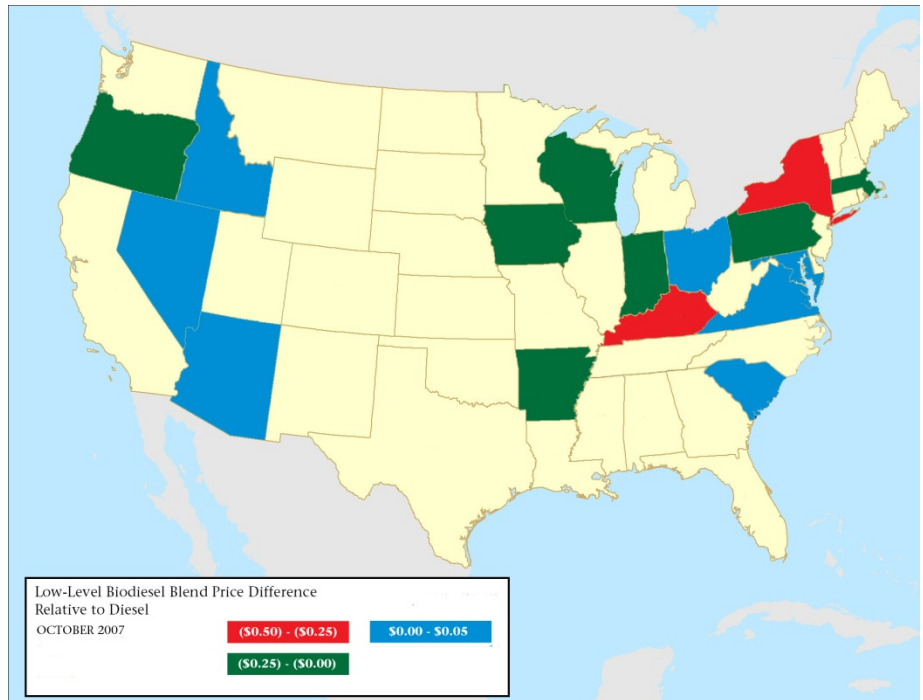 Low-Level Biodiesel Blend Price Difference
Relative to Diesel
OCTOBER 2007
($0.50) - ($0.25)
$0.00 - $0.05
($0.25) - ($0.00)